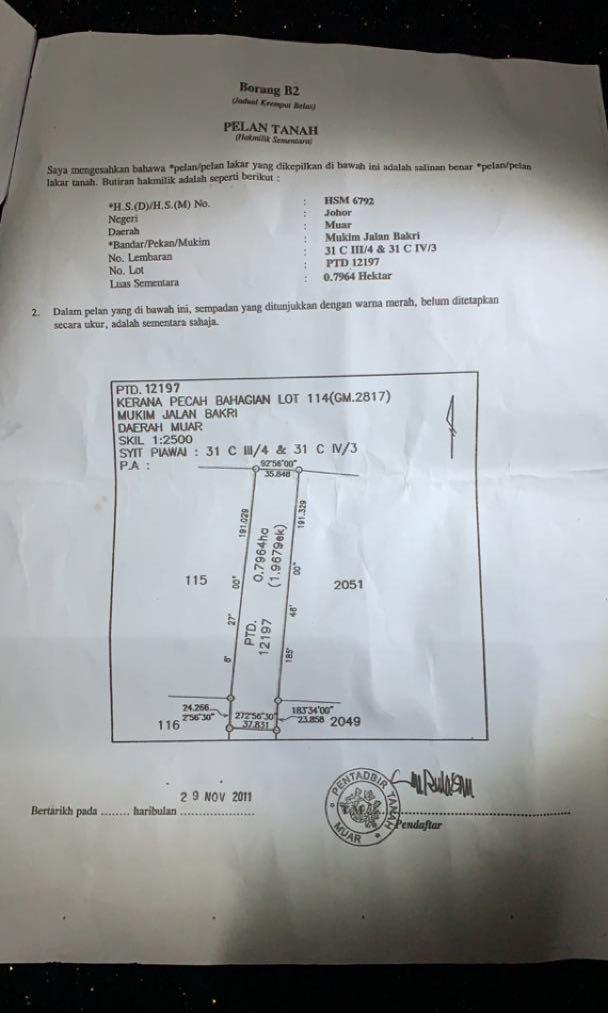 Borang B2
(Jadual Keempat Belas)
PELAN TANAH
(Hakmilik Sementara)
Saya mengesahkan bahawa *pelan/pelan lakar yang dikepilkan di bawah ini adalah salinan benar *pelan/pelan
lakar tanah. Butiran hakmilik adalah seperti berikut :
*H.S.(D)/H.S.(M) No. : HSM 6792
Negeri : Johor
Daerah : Muar
*Bandar/Pekan/Mukim : Mukim Jalan Bakri
No. Lembaran : 31 C III/4 & 31 C IV/3
No. Lot : PTD 12197
Luas Sementara : 0.7964 Hektar
2. Dalam pelan yang di bawah ini, sempadan yang ditunjukkan dengan warna merah, belum ditetapkan
secara ukur, adalah sementara sahaja.
PTD. 12197
KERANA PECAH BAHAGIAN LOT 114(GM.2817)
MUKIM JALAN BAKRI
DAERAH MUAR
SKIL 1:2500
SYIT PIAWAI : 31 C III/4 & 31 C IV/3
P.A :
92°56'00"
35.848
191.029
191.329
0.7964ha
(1.9679ek)
115
2051
00"
00"
27'
46'
6°
185°
PTD.
12197
24.266
2°56'30"
272°56'30"
37.831
183°34'00"
23.858
116
2049
29 NOV 2011
Bertarikh pada ........ haribulan ....................
PENTADBIR TANAH
MUAR
Pendaftar